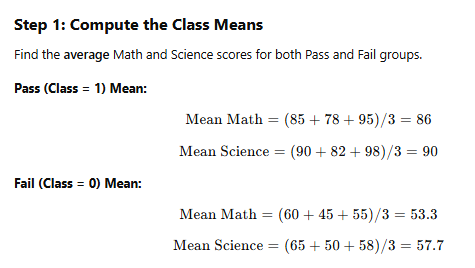 Step 1: Compute the Class Means
Find the average Math and Science scores for both Pass and Fail groups.
Pass (Class = 1) Mean:
Mean Math = (85 + 78 + 95)/3 = 86
Mean Science = (90 + 82 + 98)/3 = 90
Fail (Class = 0) Mean:
Mean Math = (60 + 45 + 55)/3 = 53.3
Mean Science = (65 + 50 + 58)/3 = 57.7